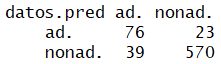 datos.pred ad. nonad.
ad. 76 23
nonad. 39 570